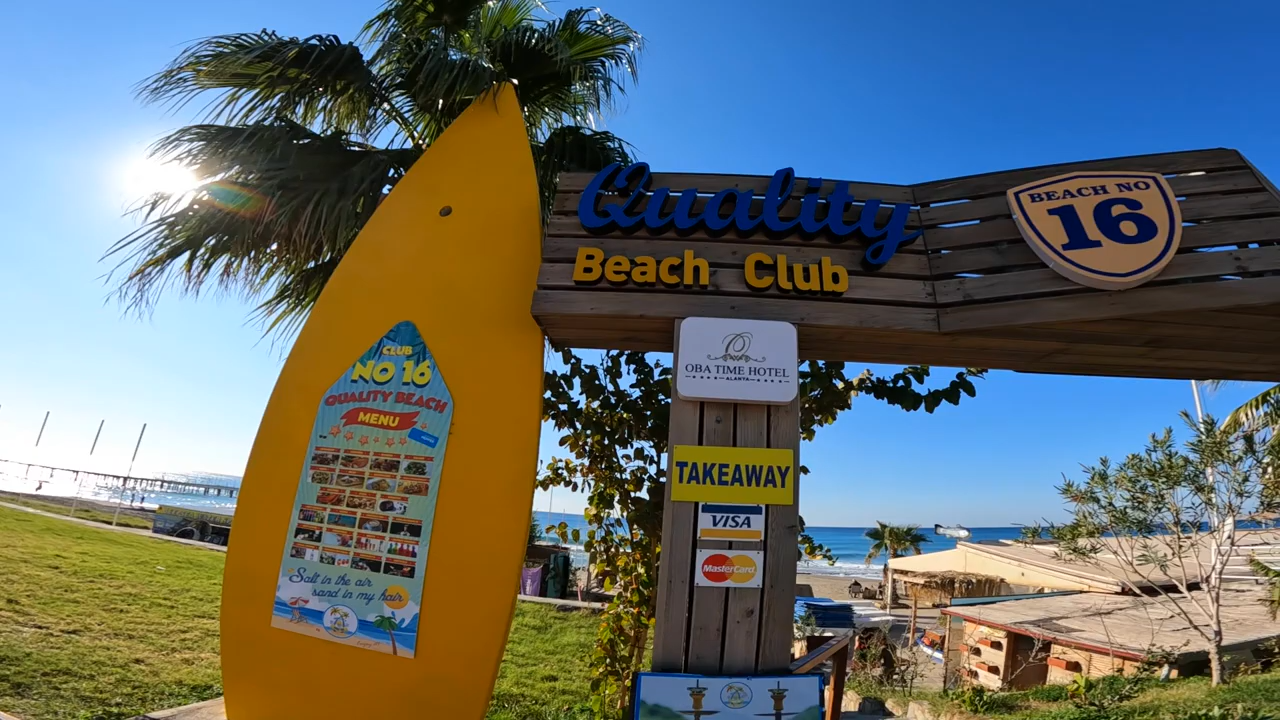 Quality
Beach Club
BEACH NO
16
OBA TIME HOTEL
ALANYA
TAKEAWAY
VISA
MasterCard
CLUB
NO 16
QUALITY BEACH
MENU
Salt in the air
sand in my hair